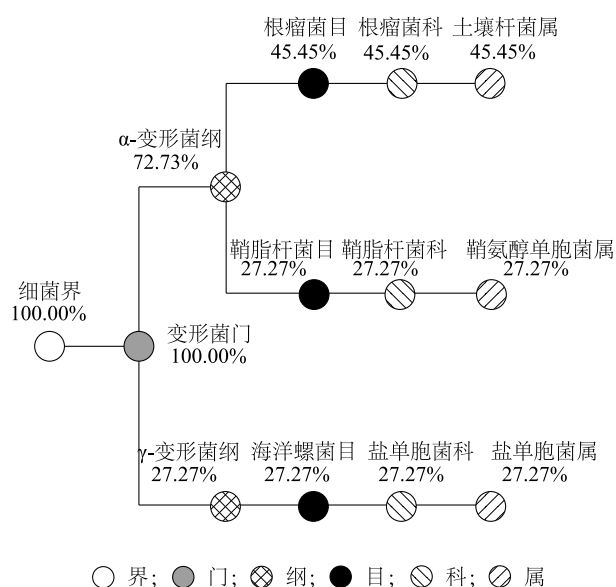 根瘤菌目 根瘤菌科 土壤杆菌属
45.45% 45.45% 45.45%
α-变形菌纲
72.73%
鞘脂杆菌目 鞘脂杆菌科 鞘氨醇单胞菌属
27.27% 27.27% 27.27%
细菌界
100.00%
变形菌门
100.00%
γ-变形菌纲 海洋螺菌目 盐单胞菌科 盐单胞菌属
27.27% 27.27% 27.27% 27.27%
界; 门; 纲; 目; 科; 属